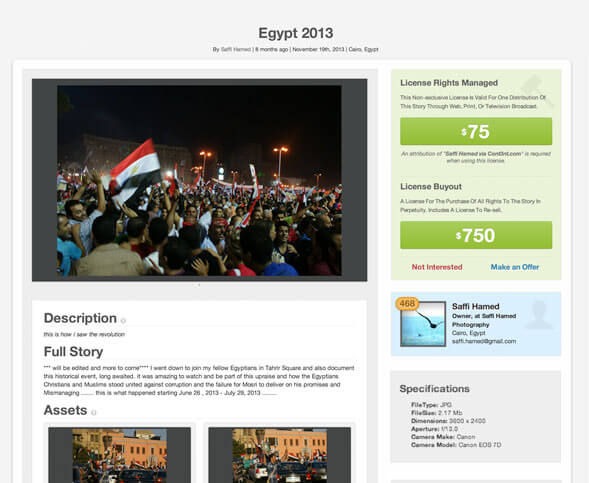 Egypt 2013
By Saffi Hamed | 8 months ago | November 19th, 2013 | Cairo, Egypt
Description
this is how i saw the revolution
Full Story
*** will be edited and more to come**** I went down to join my fellow Egyptians in Tahrir Square and also document
this historical event, long awaited. it was amazing to watch and be part of this upraise and how the Egyptians
Christians and Muslims stood united against corruption and the failure for Mosri to deliver on his promises and
Mismanaging ........ this is what happened starting June 26 , 2013 - July 29, 2013 .........
Assets
License Rights Managed
This Non-exclusive License Is Valid For One Distribution Of
This Story Through Web, Print, Or Television Broadcast.
$75
An attribution of "Saffi Hamed via Cont3nt.com" is required
when using this license.
License Buyout
A License For The Purchase Of All Rights To The Story In
Perpetuity. Includes A License To Re-sell.
$750
Not Interested Make an Offer
468
Saffi Hamed
Owner, at Saffi Hamed
Photography
Cairo, Egypt
saffi.hamed@gmail.com
Specifications
FileType: JPG
FileSize: 2.17 Mb
Dimensions: 3600 x 2400
Aperture: f/13.0
Camera Make: Canon
Camera Model: Canon EOS 7D